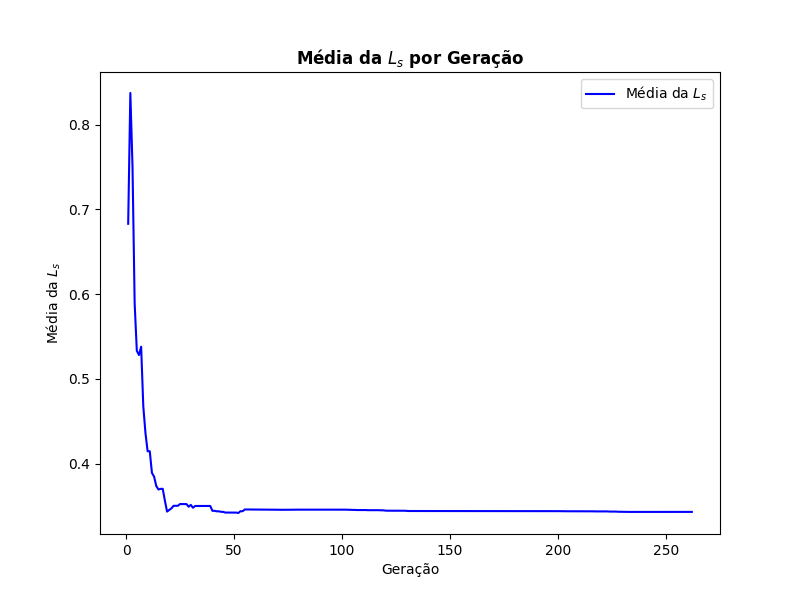 Média da $L_s$ por Geração
Média da $L_s$
0.8
0.7
0.6
0.5
0.4
Média da $L_s$
0 50 100 150 200 250
Geração